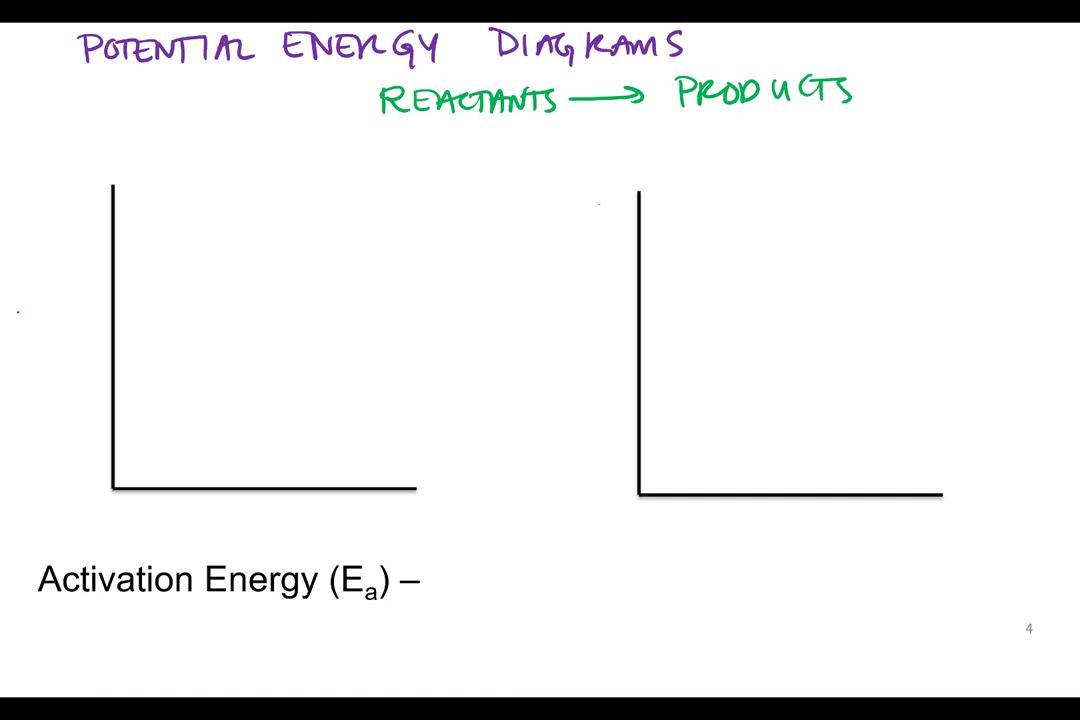 POTENTIAL ENERGY DIAGRAMS
REACTANTS → PRODUCTS
Activation Energy (Eₐ) –
4